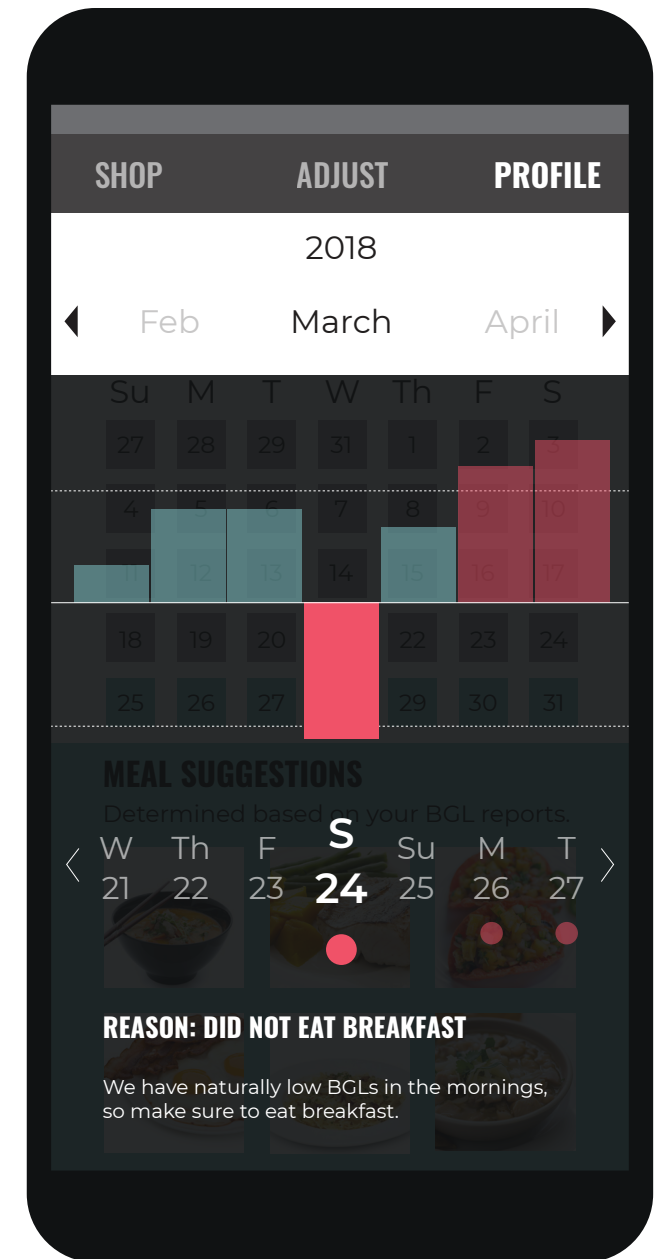 SHOP ADJUST PROFILE
2018
Feb March April
Su M T W Th F S
27 28 29 31 1 2 3
4 5 6 7 8 9 10
11 12 13 14 15 16 17
18 19 20 22 23 24
25 26 27 29 30 31
MEAL SUGGESTIONS
Determined based on your BGL reports.
W Th F S Su M T
21 22 23 24 25 26 27
REASON: DID NOT EAT BREAKFAST
We have naturally low BGLs in the mornings,
so make sure to eat breakfast.